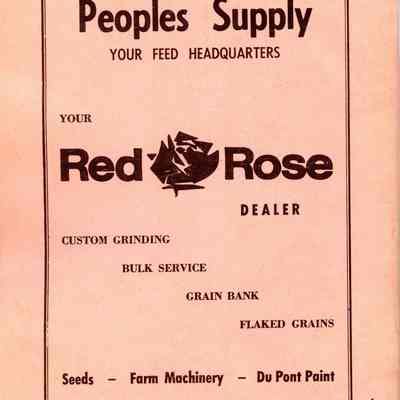 Peoples Supply
YOUR FEED HEADQUARTERS
YOUR
Red Rose
DEALER
CUSTOM GRINDING
BULK SERVICE
GRAIN BANK
FLAKED GRAINS
Seeds – Farm Machinery – Du Pont Paint